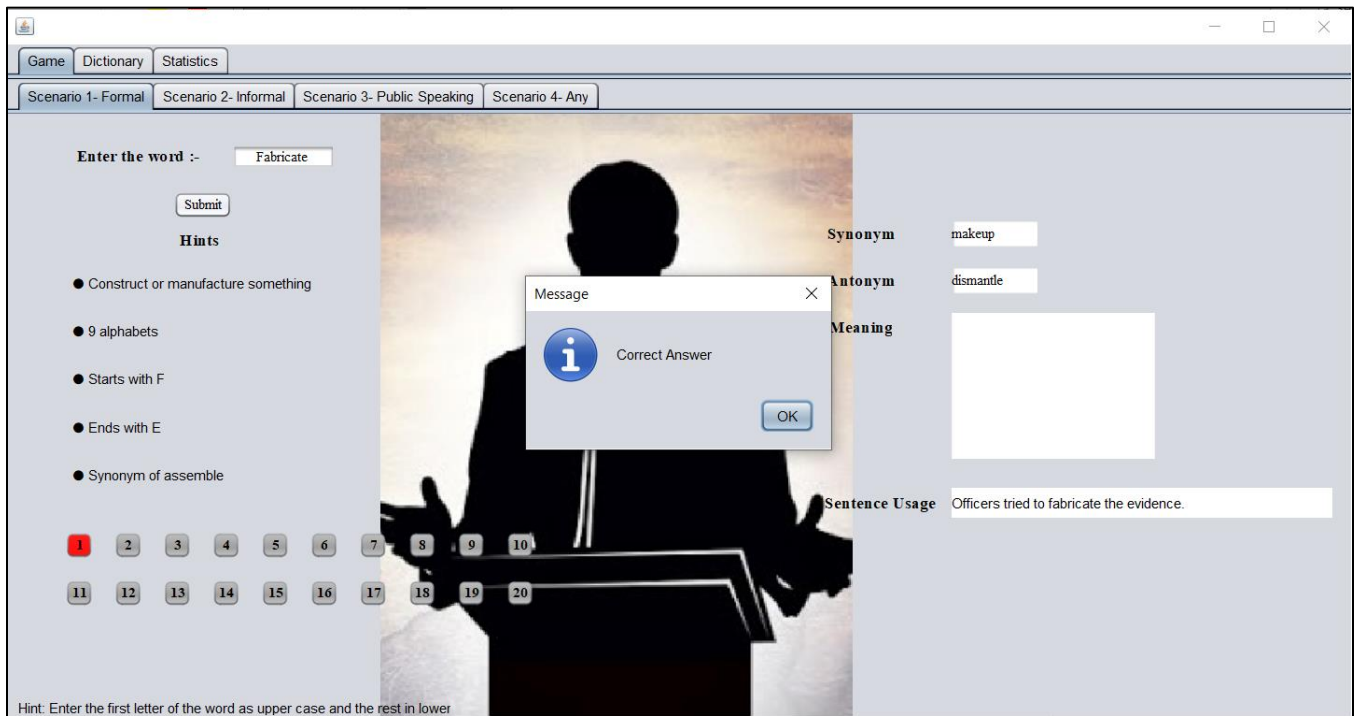 Game Dictionary Statistics
Scenario 1- Formal Scenario 2- Informal Scenario 3- Public Speaking Scenario 4- Any
Enter the word :- Fabricate
Submit
Hints
● Construct or manufacture something
● 9 alphabets
● Starts with F
● Ends with E
● Synonym of assemble
1 2 3 4 5 6 7 8 9 10
11 12 13 14 15 16 17 18 19 20
Hint: Enter the first letter of the word as upper case and the rest in lower
Message
Correct Answer
OK
Synonym makeup
Antonym dismantle
Meaning
Sentence Usage Officers tried to fabricate the evidence.